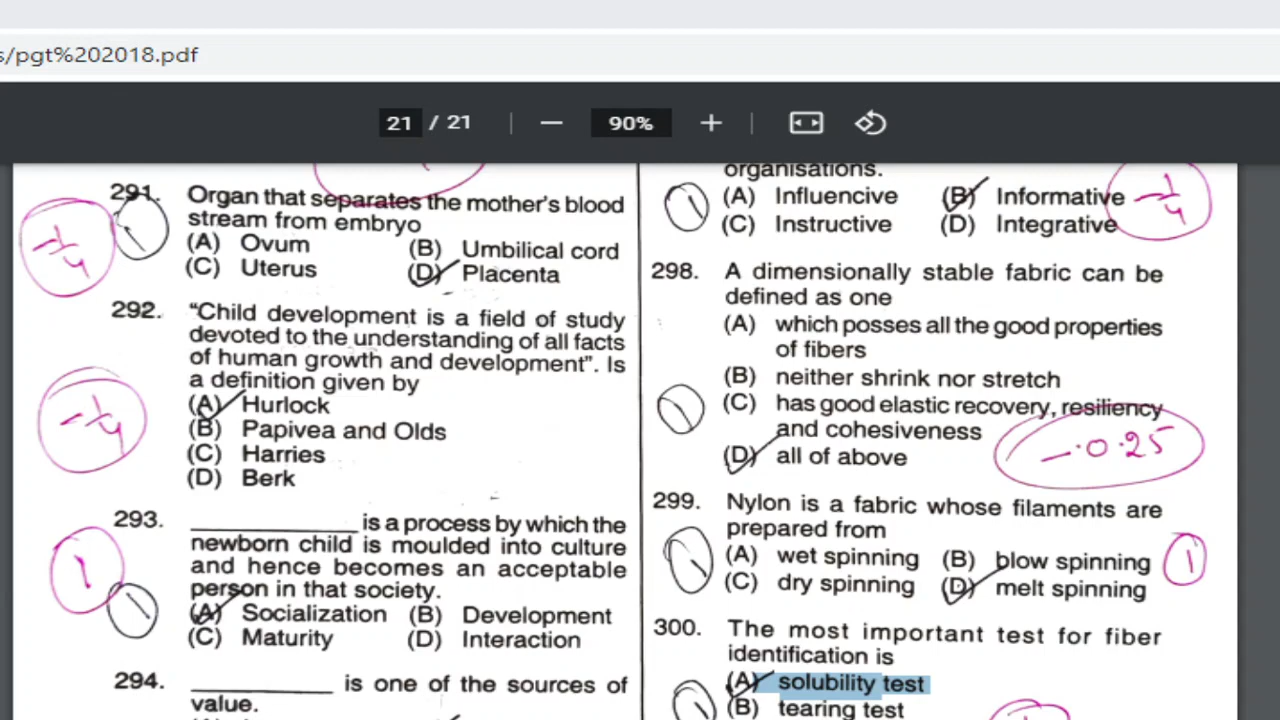 s/pgt%202018.pdf
21 / 21
90%
291. Organ that separates the mother's blood
stream from embryo
(A) Ovum (B) Umbilical cord
(C) Uterus (D) Placenta
-1/4
292. "Child development is a field of study
devoted to the understanding of all facts
of human growth and development". Is
a definition given by
(A) Hurlock
(B) Papivea and Olds
(C) Harries
(D) Berk
-1/4
293. ____________ is a process by which the
newborn child is moulded into culture
and hence becomes an acceptable
person in that society.
(A) Socialization (B) Development
(C) Maturity (D) Interaction
1
294. ____________ is one of the sources of
value.
organisations.
(A) Influencive (B) Informative
(C) Instructive (D) Integrative
-1/4
298. A dimensionally stable fabric can be
defined as one
(A) which posses all the good properties
of fibers
(B) neither shrink nor stretch
(C) has good elastic recovery, resiliency
and cohesiveness
(D) all of above
-0.25
299. Nylon is a fabric whose filaments are
prepared from
(A) wet spinning (B) blow spinning
(C) dry spinning (D) melt spinning
1
300. The most important test for fiber
identification is
(A) solubility test
(B) tearing test